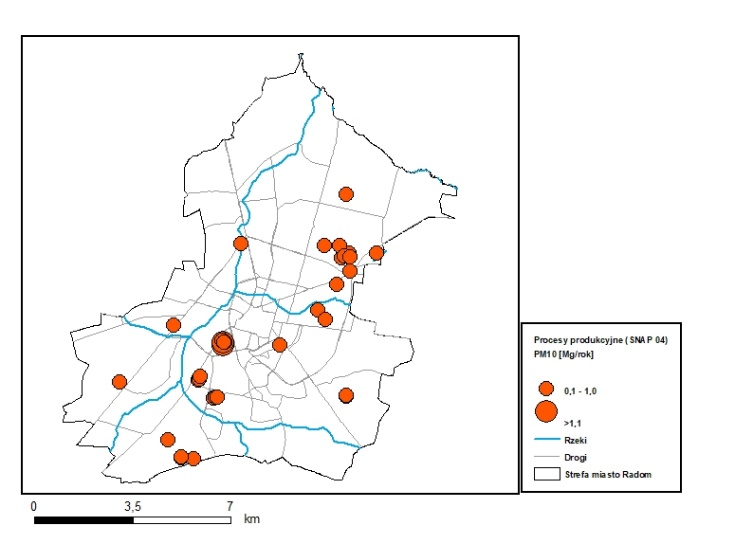 Procesy produkcyjne (SNAP 04)
PM10 [Mg/rok]
0,1 - 1,0
>1,1
Rzeki
Drogi
Strefa miasto Radom
0 3,5 7
km